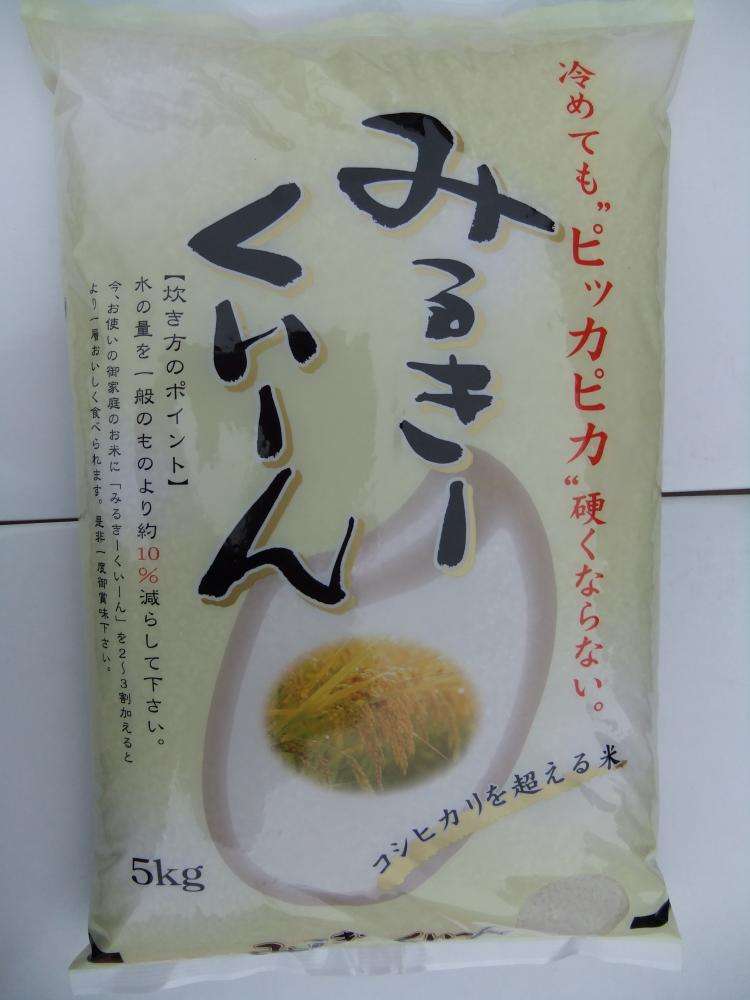 冷めても”ピッカピカ“硬くならない。
みるきー
くいーん
【炊き方のポイント】
水の量を一般のものより約10％減らして下さい。
今、お使いの御家庭のお米に「みるきーくいーん」を２～３割加えると
より一層おいしく食べられます。是非一度御賞味下さい。
コシヒカリを超える米
5kg